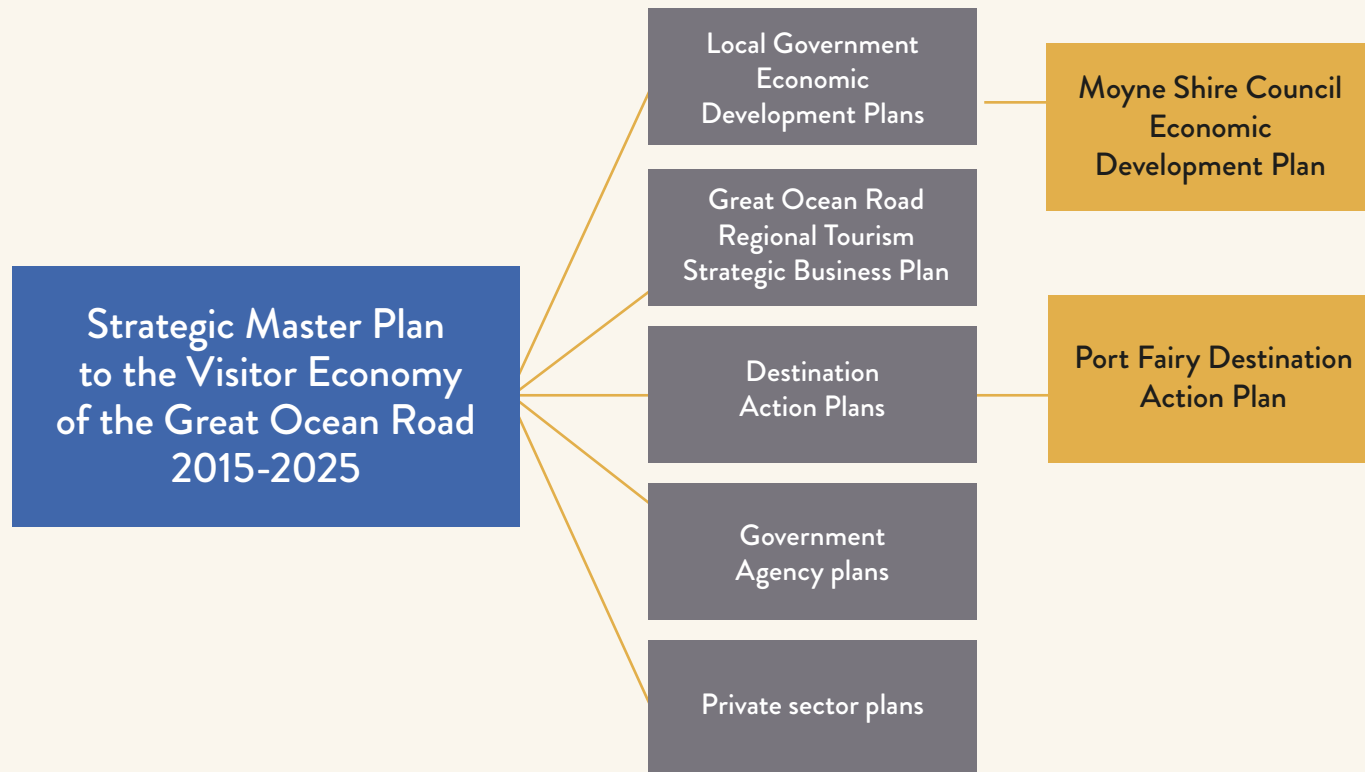 Strategic Master Plan
to the Visitor Economy
of the Great Ocean Road
2015-2025
Local Government
Economic
Development Plans
Moyne Shire Council
Economic
Development Plan
Great Ocean Road
Regional Tourism
Strategic Business Plan
Destination
Action Plans
Port Fairy Destination
Action Plan
Government
Agency plans
Private sector plans